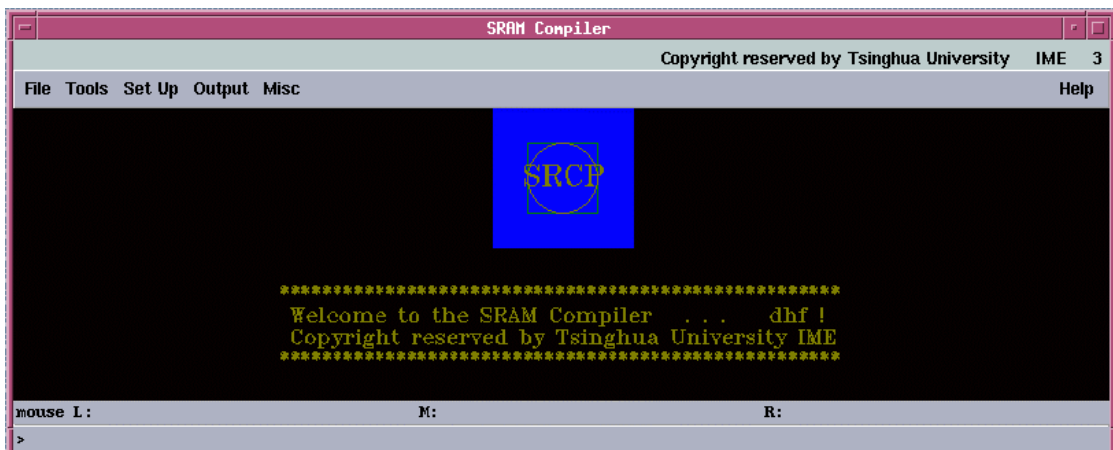 SRAM Compiler
Copyright reserved by Tsinghua University IME 3
File Tools Set Up Output Misc Help
SRCP
****************************************************
Welcome to the SRAM Compiler . . . dhf !
Copyright reserved by Tsinghua University IME
****************************************************
mouse L: M: R:
>